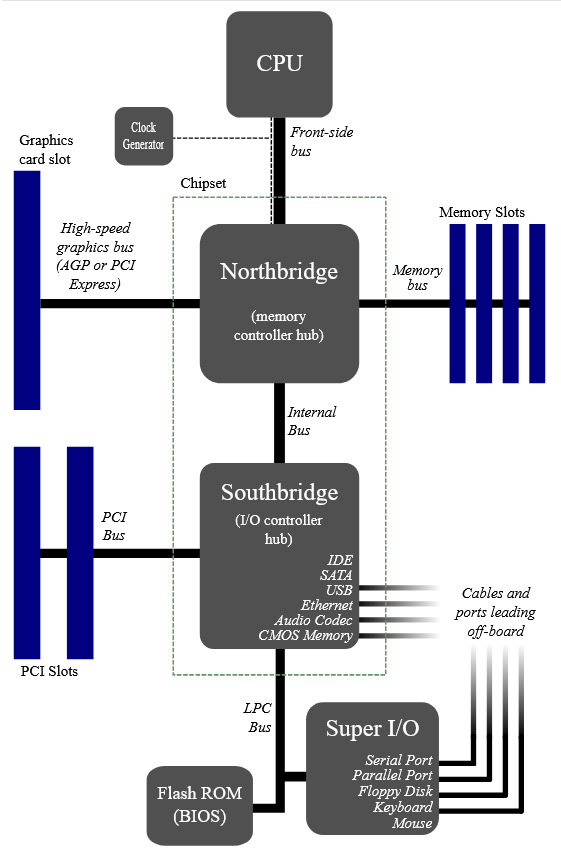 CPU
Clock
Generator
Front-side
bus
Graphics
card slot
Chipset
High-speed
graphics bus
(AGP or PCI
Express)
Northbridge
(memory
controller hub)
Memory
bus
Memory Slots
Internal
Bus
Southbridge
(I/O controller
hub)
IDE
SATA
USB
Ethernet
Audio Codec
CMOS Memory
PCI
Bus
PCI Slots
Cables and
ports leading
off-board
LPC
Bus
Super I/O
Serial Port
Parallel Port
Floppy Disk
Keyboard
Mouse
Flash ROM
(BIOS)